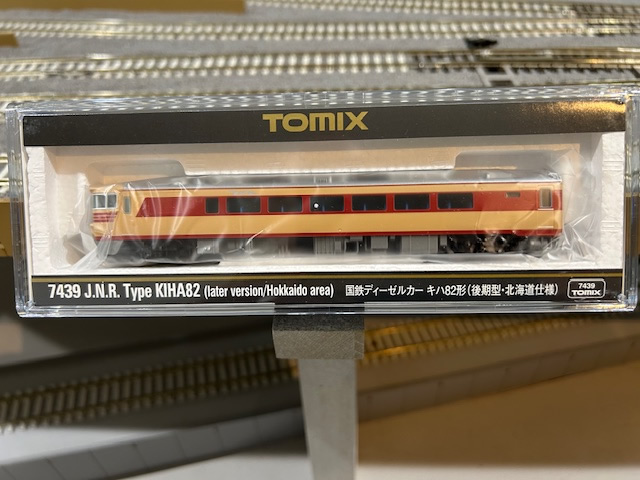 TOMIX
7439 J.N.R. Type KIHA82 (later version/Hokkaido area) 国鉄ディーゼルカー キハ82形(後期型・北海道仕様)
7439
TOMIX